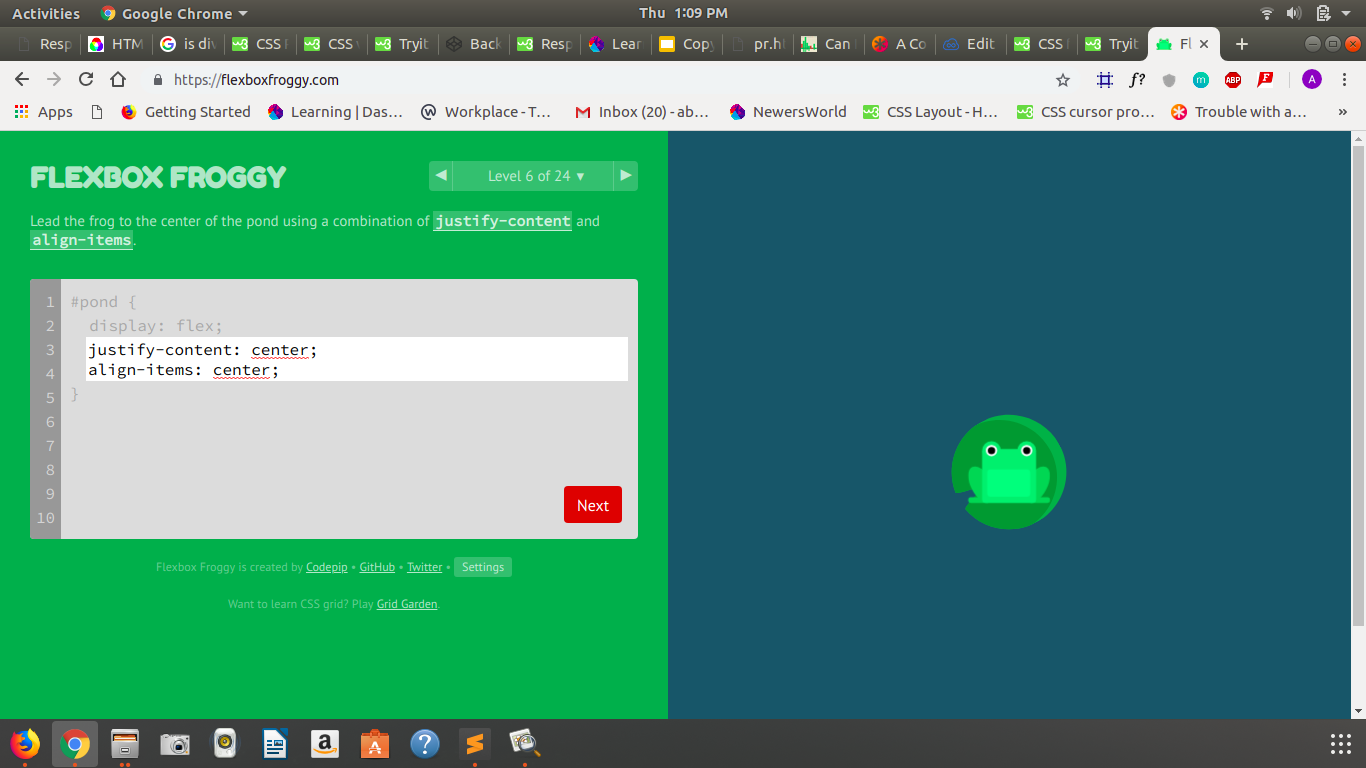 Activities Google Chrome Thu 1:09 PM
Resp HTM is div CSS CSS Tryit Back Resp Lear Copy pr.h Can A Co Edit CSS Tryit Fl
https://flexboxfroggy.com f? m ABP F A
Apps Getting Started Learning | Das... Workplace - T... Inbox (20) - ab... NewersWorld CSS Layout - H... CSS cursor pro... Trouble with a... »
FLEXBOX FROGGY
◀ Level 6 of 24 ▼ ▶
Lead the frog to the center of the pond using a combination of justify-content and
align-items.
1 #pond {
2 display: flex;
3 justify-content: center;
4 align-items: center;
5 }
6
7
8
9
10
Next
Flexbox Froggy is created by Codepip • GitHub • Twitter • Settings
Want to learn CSS grid? Play Grid Garden.